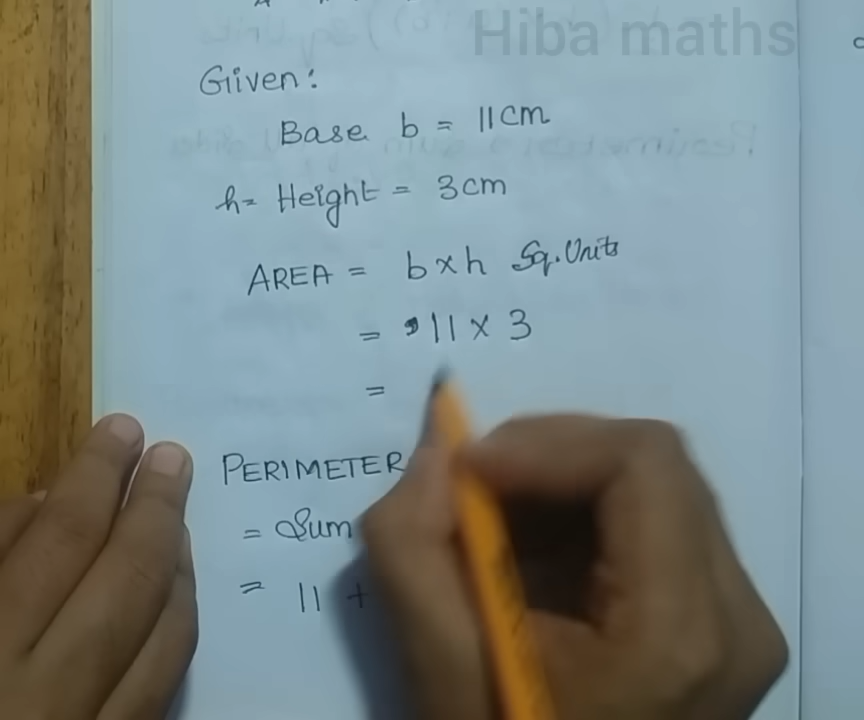 Hiba maths
Given:
Base b = 11cm
h= Height = 3cm
AREA = b×h Sq.Units
= 11 × 3
=
PERIMETER
= Sum
= 11 +